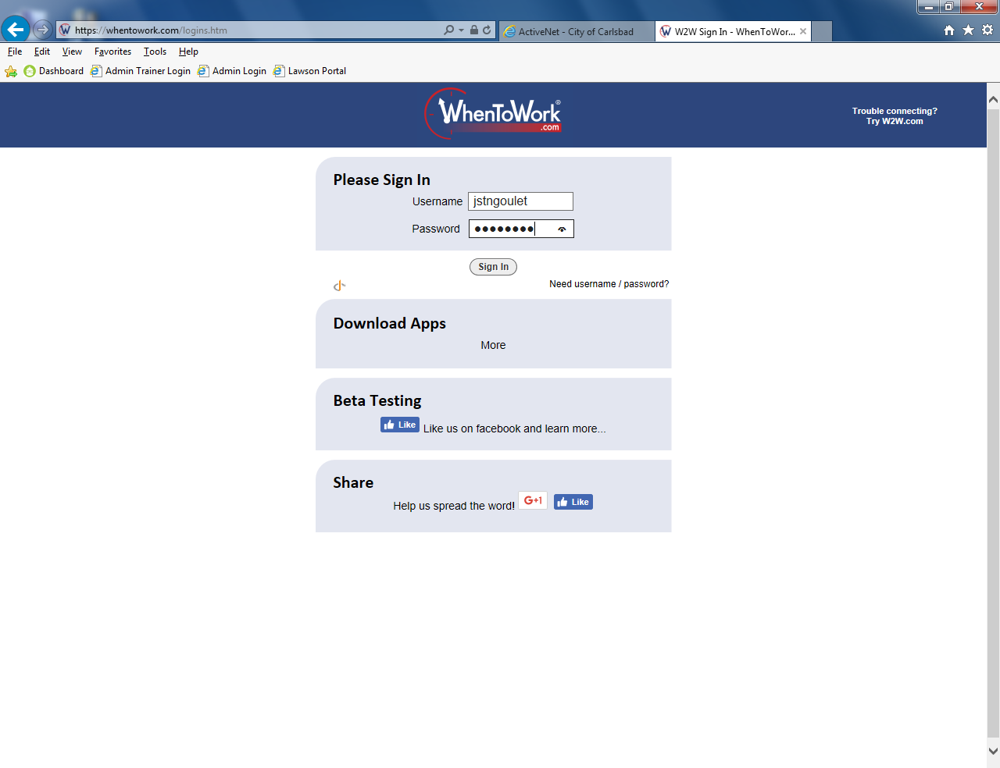 https://whentowork.com/logins.htm
ActiveNet - City of Carlsbad
W2W Sign In - WhenToWor...
File Edit View Favorites Tools Help
Dashboard Admin Trainer Login Admin Login Lawson Portal
WhenToWork®
.com
Trouble connecting?
Try W2W.com
Please Sign In
Username jstngoulet
Password ••••••••
Sign In
Need username / password?
Download Apps
More
Beta Testing
Like Like us on facebook and learn more...
Share
Help us spread the word! G+1 Like